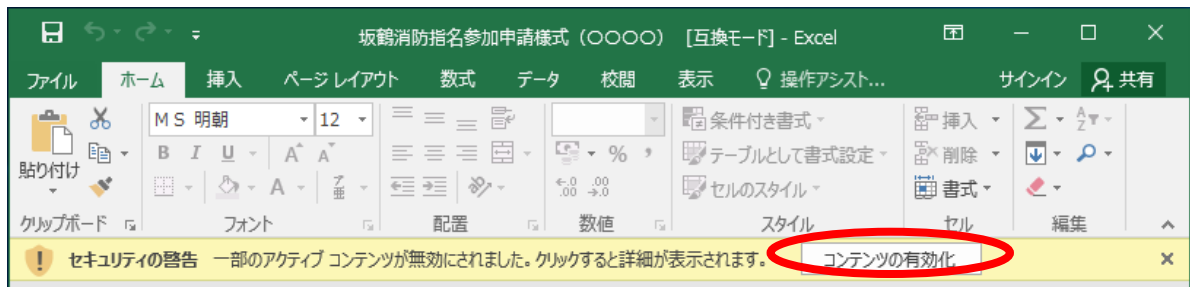 坂鶴消防指名参加申請様式（○○○○） [互換モード] - Excel
ファイル ホーム 挿入 ページ レイアウト 数式 データ 校閲 表示 操作アシスト... サインイン 共有
ＭＳ 明朝 12 条件付き書式 挿入 Σ A Z
貼り付け B I U A A % , テーブルとして書式設定 削除
A ア 亜 .0 .00 .00 .0 セルのスタイル 書式
クリップボード フォント 配置 数値 スタイル セル 編集
セキュリティの警告 一部のアクティブ コンテンツが無効にされました。クリックすると詳細が表示されます。 コンテンツの有効化